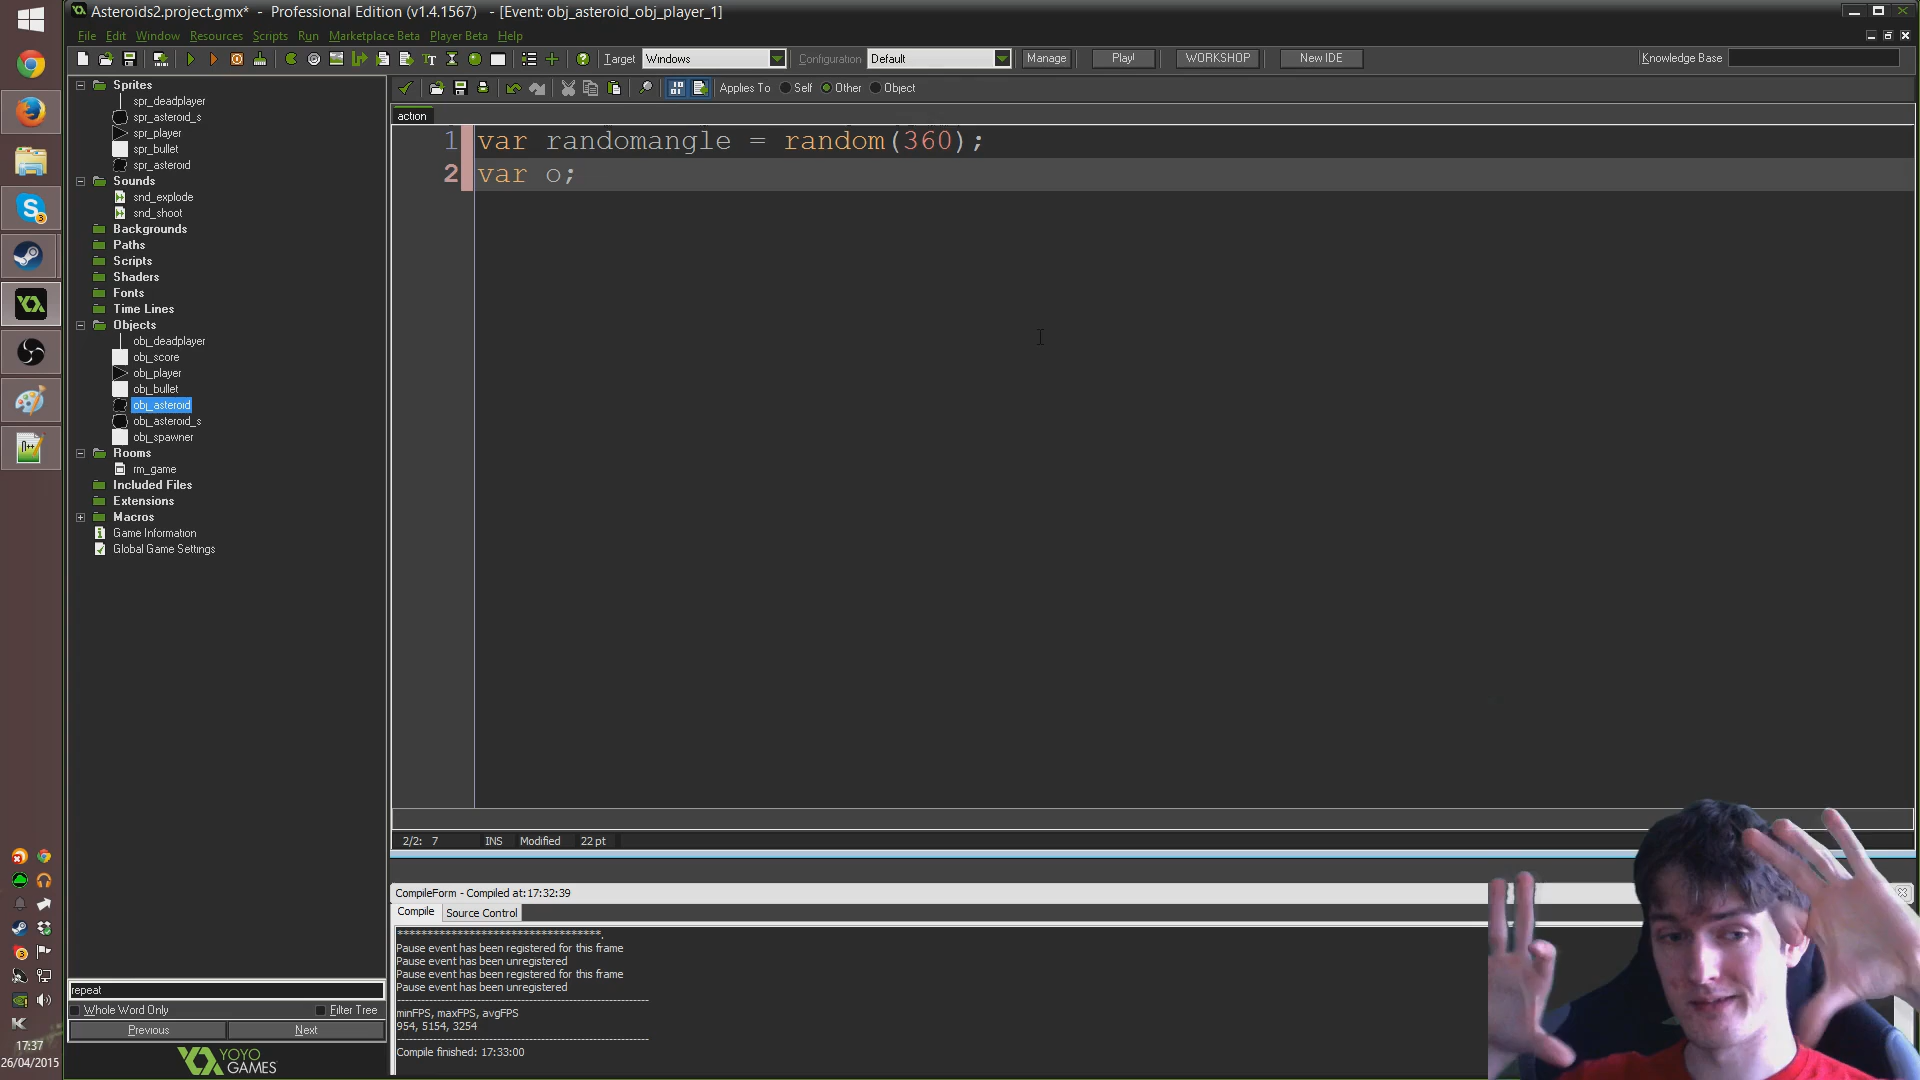 Asteroids2.project.gmx* - Professional Edition (v1.4.1567) - [Event: obj_asteroid_obj_player_1]
File Edit Window Resources Scripts Run Marketplace Beta Player Beta Help
Target Windows Configuration Default Manage Play! WORKSHOP New IDE Knowledge Base
Applies To Self Other Object
action
1 var randomangle = random(360);
2 var o;
Sprites
spr_deadplayer
spr_asteroid_s
spr_player
spr_bullet
spr_asteroid
Sounds
snd_explode
snd_shoot
Backgrounds
Paths
Scripts
Shaders
Fonts
Time Lines
Objects
obj_deadplayer
obj_score
obj_player
obj_bullet
obj_asteroid
obj_asteroid_s
obj_spawner
Rooms
rm_game
Included Files
Extensions
Macros
Game Information
Global Game Settings
repeat
Whole Word Only Filter Tree
Previous Next
YOYO
GAMES
2/2: 7 INS Modified 22 pt
CompileForm - Compiled at:17:32:39
Compile Source Control
Pause event has been registered for this frame
Pause event has been unregistered
Pause event has been registered for this frame
Pause event has been unregistered
minFPS, maxFPS, avgFPS
954, 5154, 3254
Compile finished: 17:33:00
17:37
26/04/2015